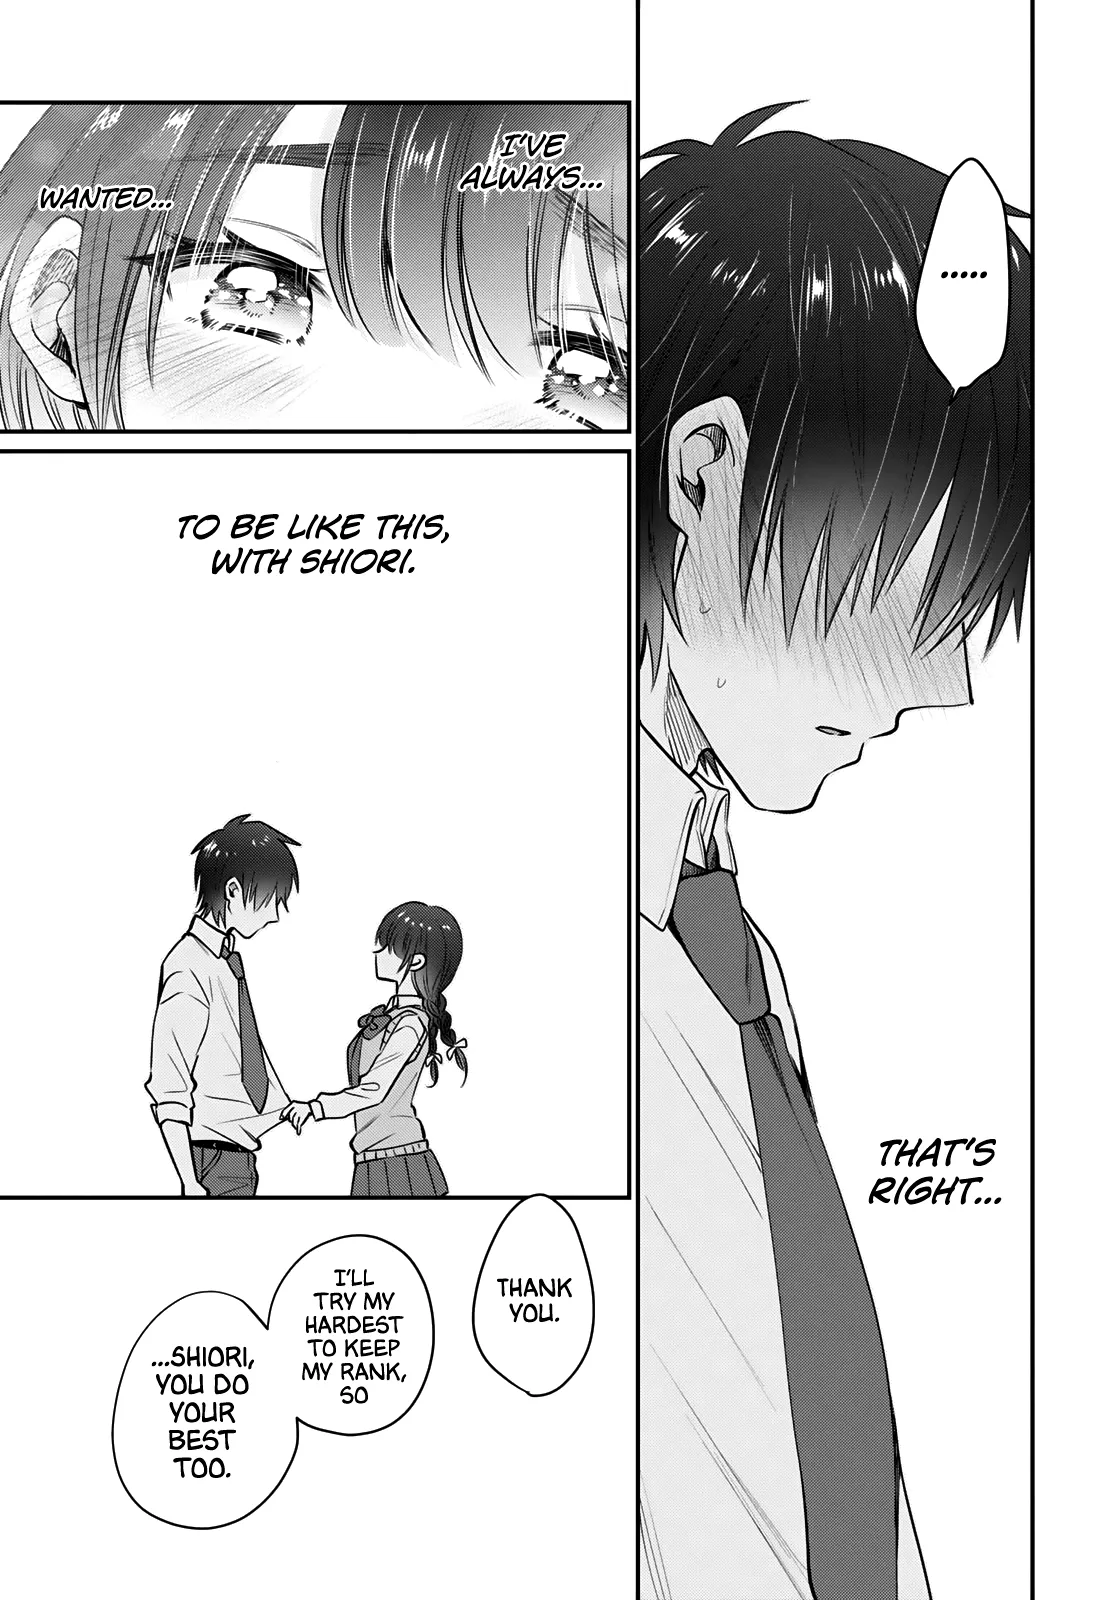 .....
THAT'S
RIGHT...
I'VE
ALWAYS...
WANTED...
TO BE LIKE THIS,
WITH SHIORI.
THANK
YOU.
I'LL
TRY MY
HARDEST
TO KEEP
MY RANK,
SO
...SHIORI,
YOU DO
YOUR
BEST
TOO.